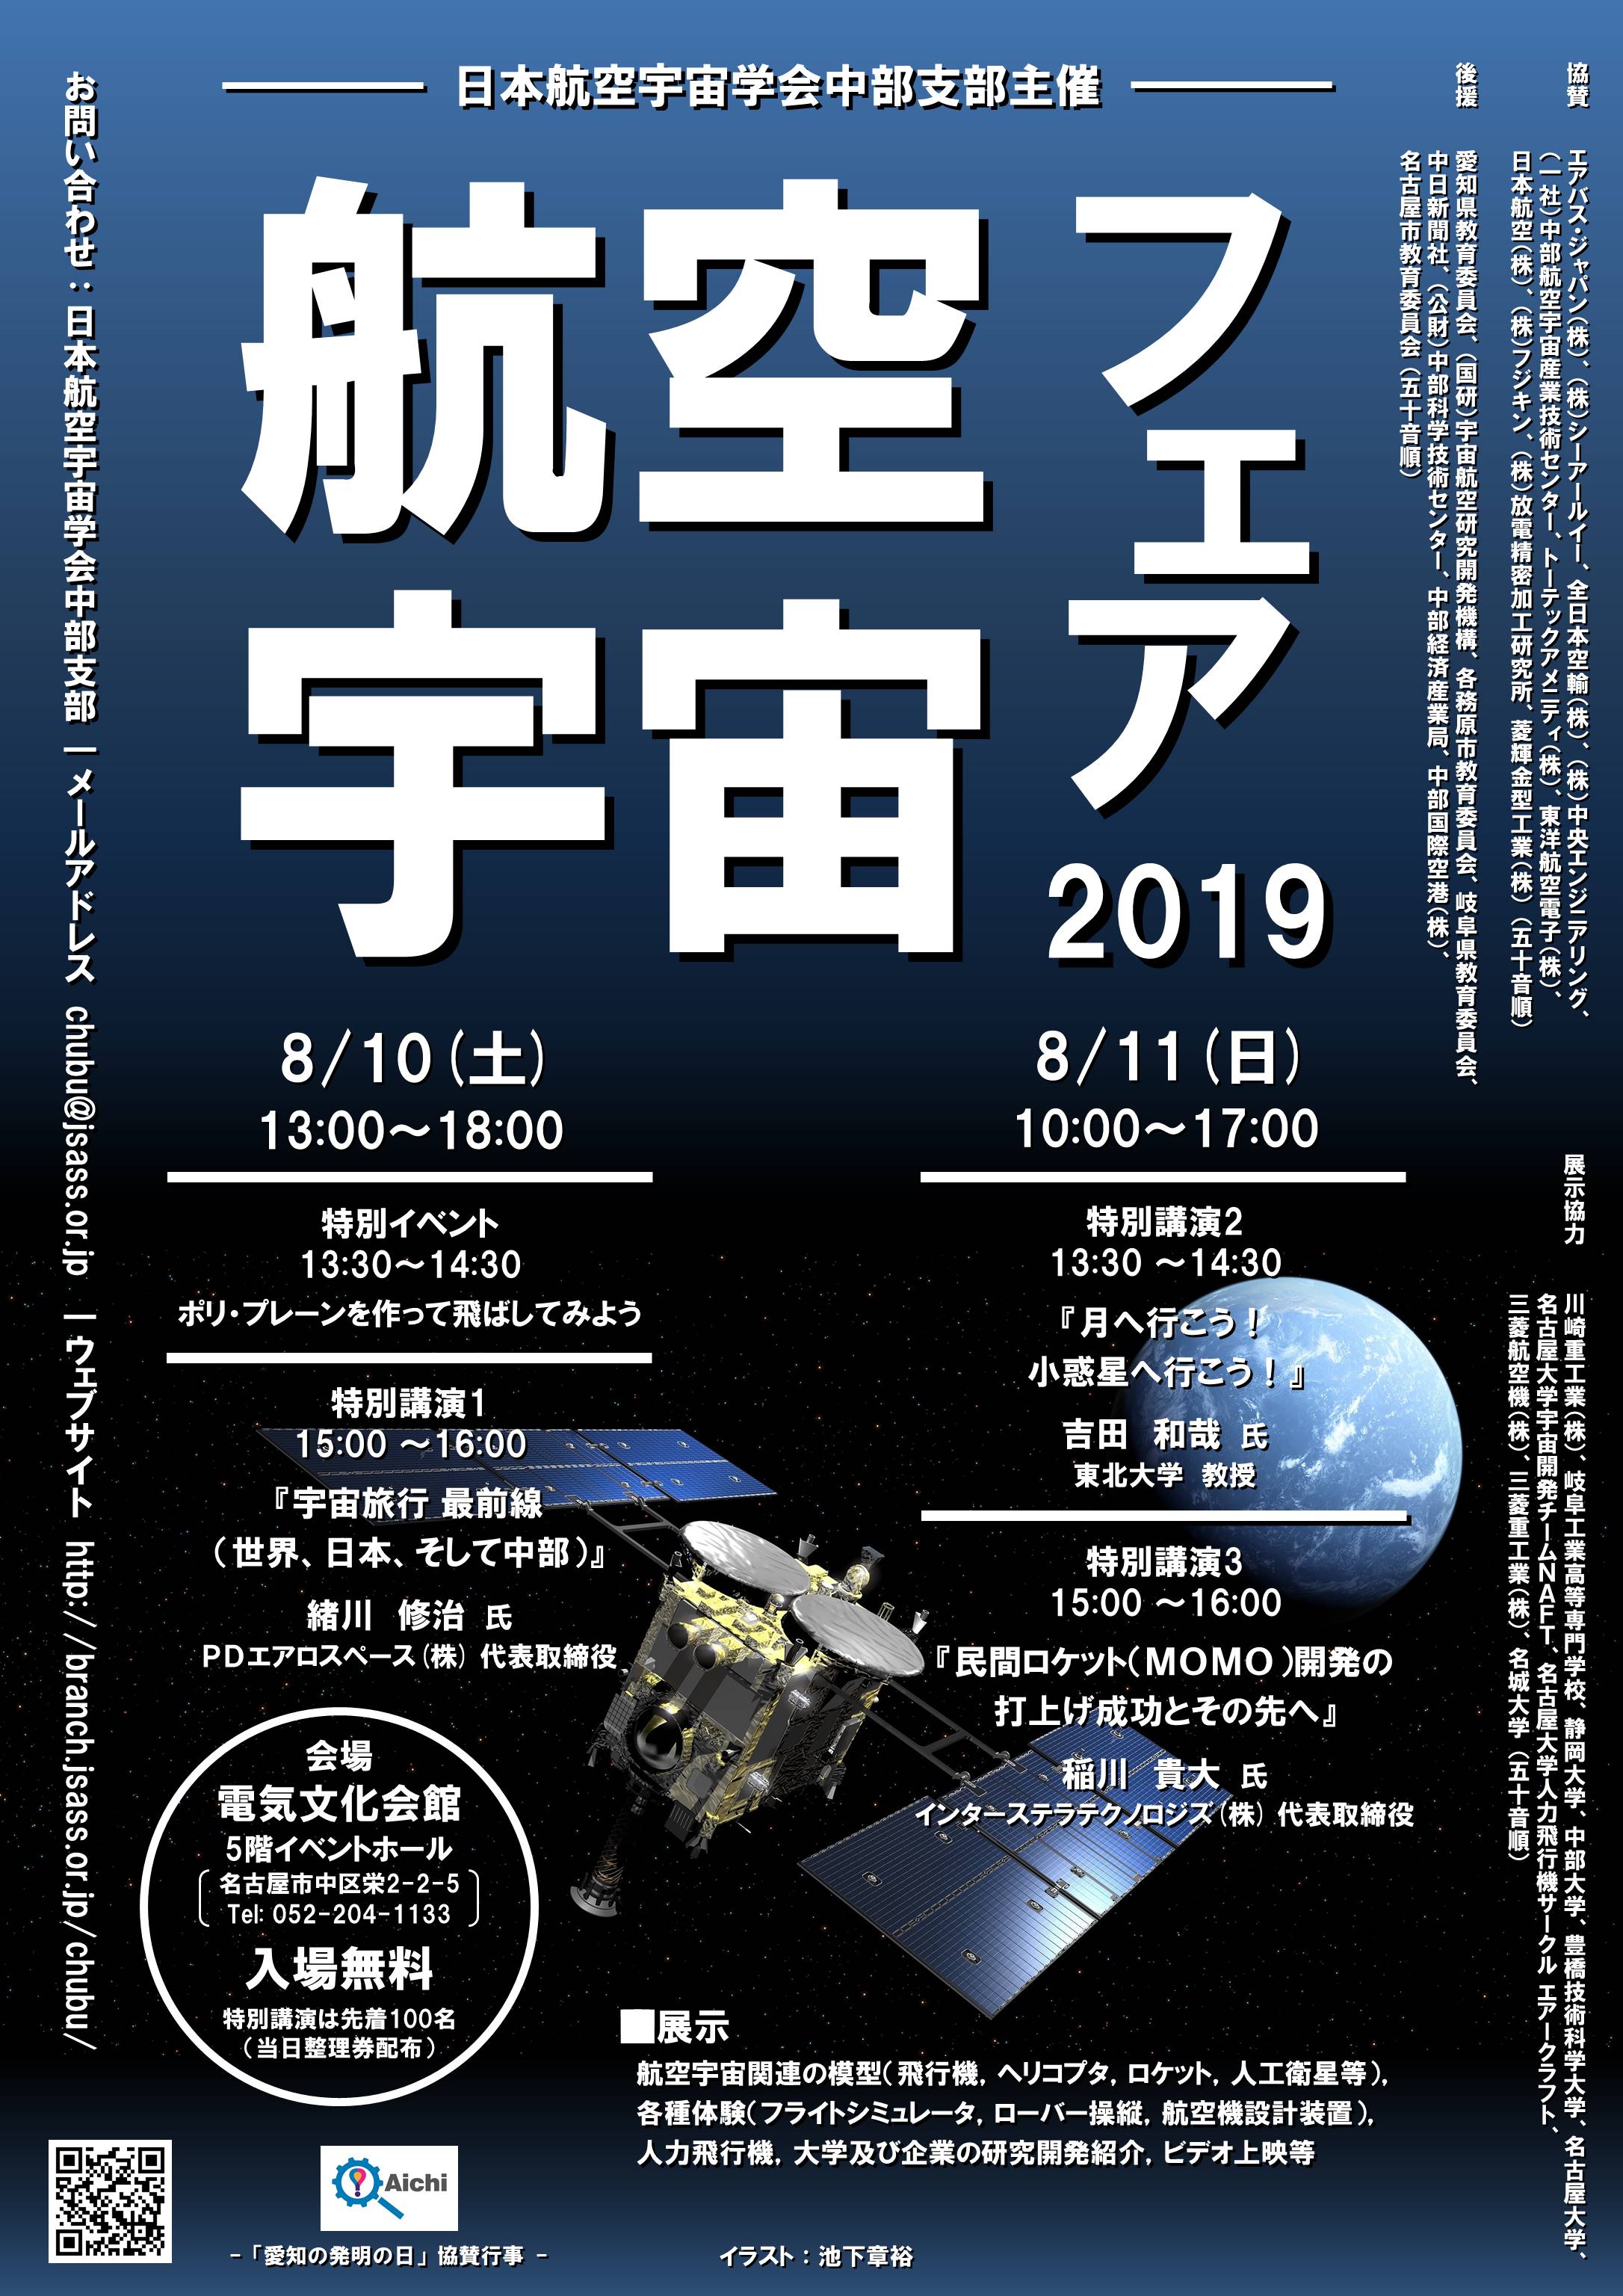 日本航空宇宙学会中部支部主催
航空
宇宙
フェア
2019
8/10(土)
13:00～18:00
特別イベント
13:30～14:30
ポリ・プレーンを作って飛ばしてみよう
特別講演1
15:00 ～16:00
『宇宙旅行 最前線
(世界、日本、そして中部)』
緒川 修治 氏
PDエアロスペース(株) 代表取締役
8/11(日)
10:00～17:00
特別講演2
13:30 ～14:30
『月へ行こう！
小惑星へ行こう！』
吉田 和哉 氏
東北大学 教授
特別講演3
15:00 ～16:00
『民間ロケット(MOMO)開発の
打上げ成功とその先へ』
稲川 貴大 氏
インターステラテクノロジズ(株) 代表取締役
会場
電気文化会館
5階イベントホール
名古屋市中区栄2-2-5
Tel: 052-204-1133
入場無料
特別講演は先着100名
(当日整理券配布)
■展示
航空宇宙関連の模型(飛行機, ヘリコプタ, ロケット, 人工衛星等),
各種体験(フライトシミュレータ, ローバー操縦, 航空機設計装置),
人力飛行機, 大学及び企業の研究開発紹介, ビデオ上映等
協賛
エアバス・ジャパン(株)、(株)シーアールイー、全日本空輸(株)、(株)中央エンジニアリング、
(一社)中部航空宇宙産業技術センター、トーテックアメニティ(株)、東洋航空電子(株)、
日本航空(株)、(株)フジキン、(株)放電精密加工研究所、菱輝金型工業(株)(五十音順)
後援
愛知県教育委員会、(国研)宇宙航空研究開発機構、各務原市教育委員会、岐阜県教育委員会、
中日新聞社、(公財)中部科学技術センター、中部経済産業局、中部国際空港(株)、
名古屋市教育委員会(五十音順)
展示協力
川崎重工業(株)、岐阜工業高等専門学校、静岡大学、中部大学、豊橋技術科学大学、名古屋大学、
名古屋大学宇宙開発チームNAFT、名古屋大学人力飛行機サークル エアークラフト、
三菱航空機(株)、三菱重工業(株)、名城大学(五十音順)
お問い合わせ：日本航空宇宙学会中部支部 ｜メールアドレス chubu@jsass.or.jp ｜ウェブサイト http://branch.jsass.or.jp/chubu/
Aichi
-「愛知の発明の日」協賛行事 -
イラスト：池下章裕